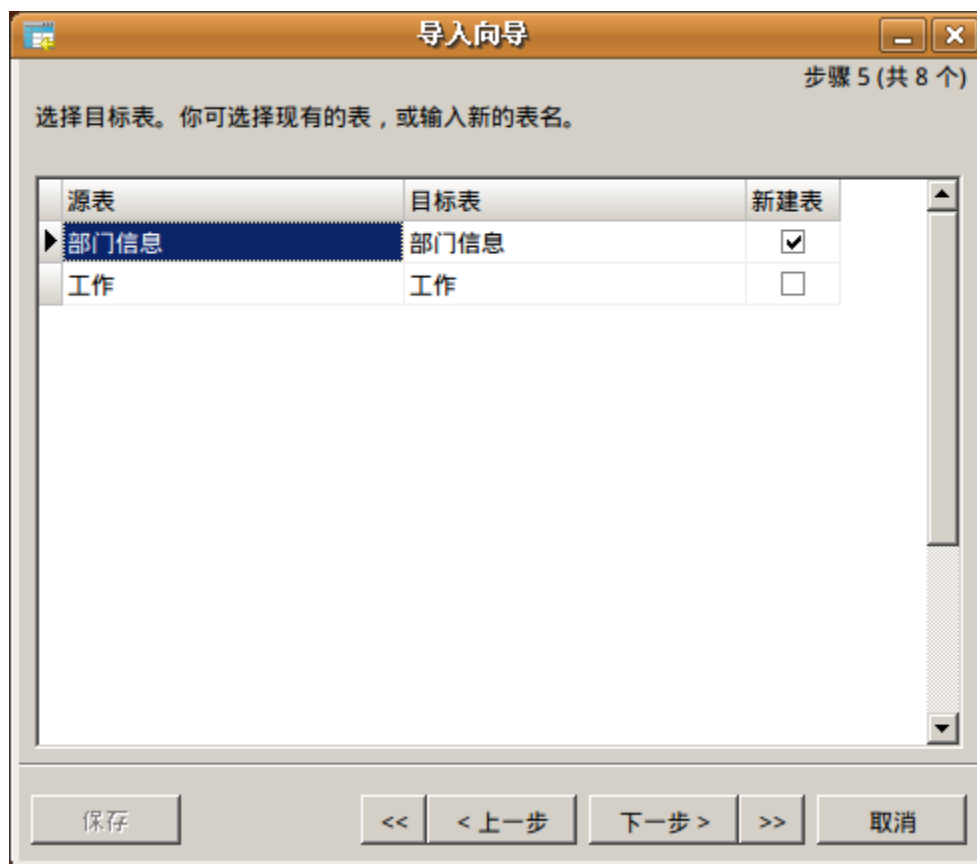 导入向导
步骤 5 (共 8 个)
选择目标表。你可选择现有的表，或输入新的表名。
源表 目标表 新建表
部门信息 部门信息
工作 工作
保存 << < 上一步 下一步 > >> 取消